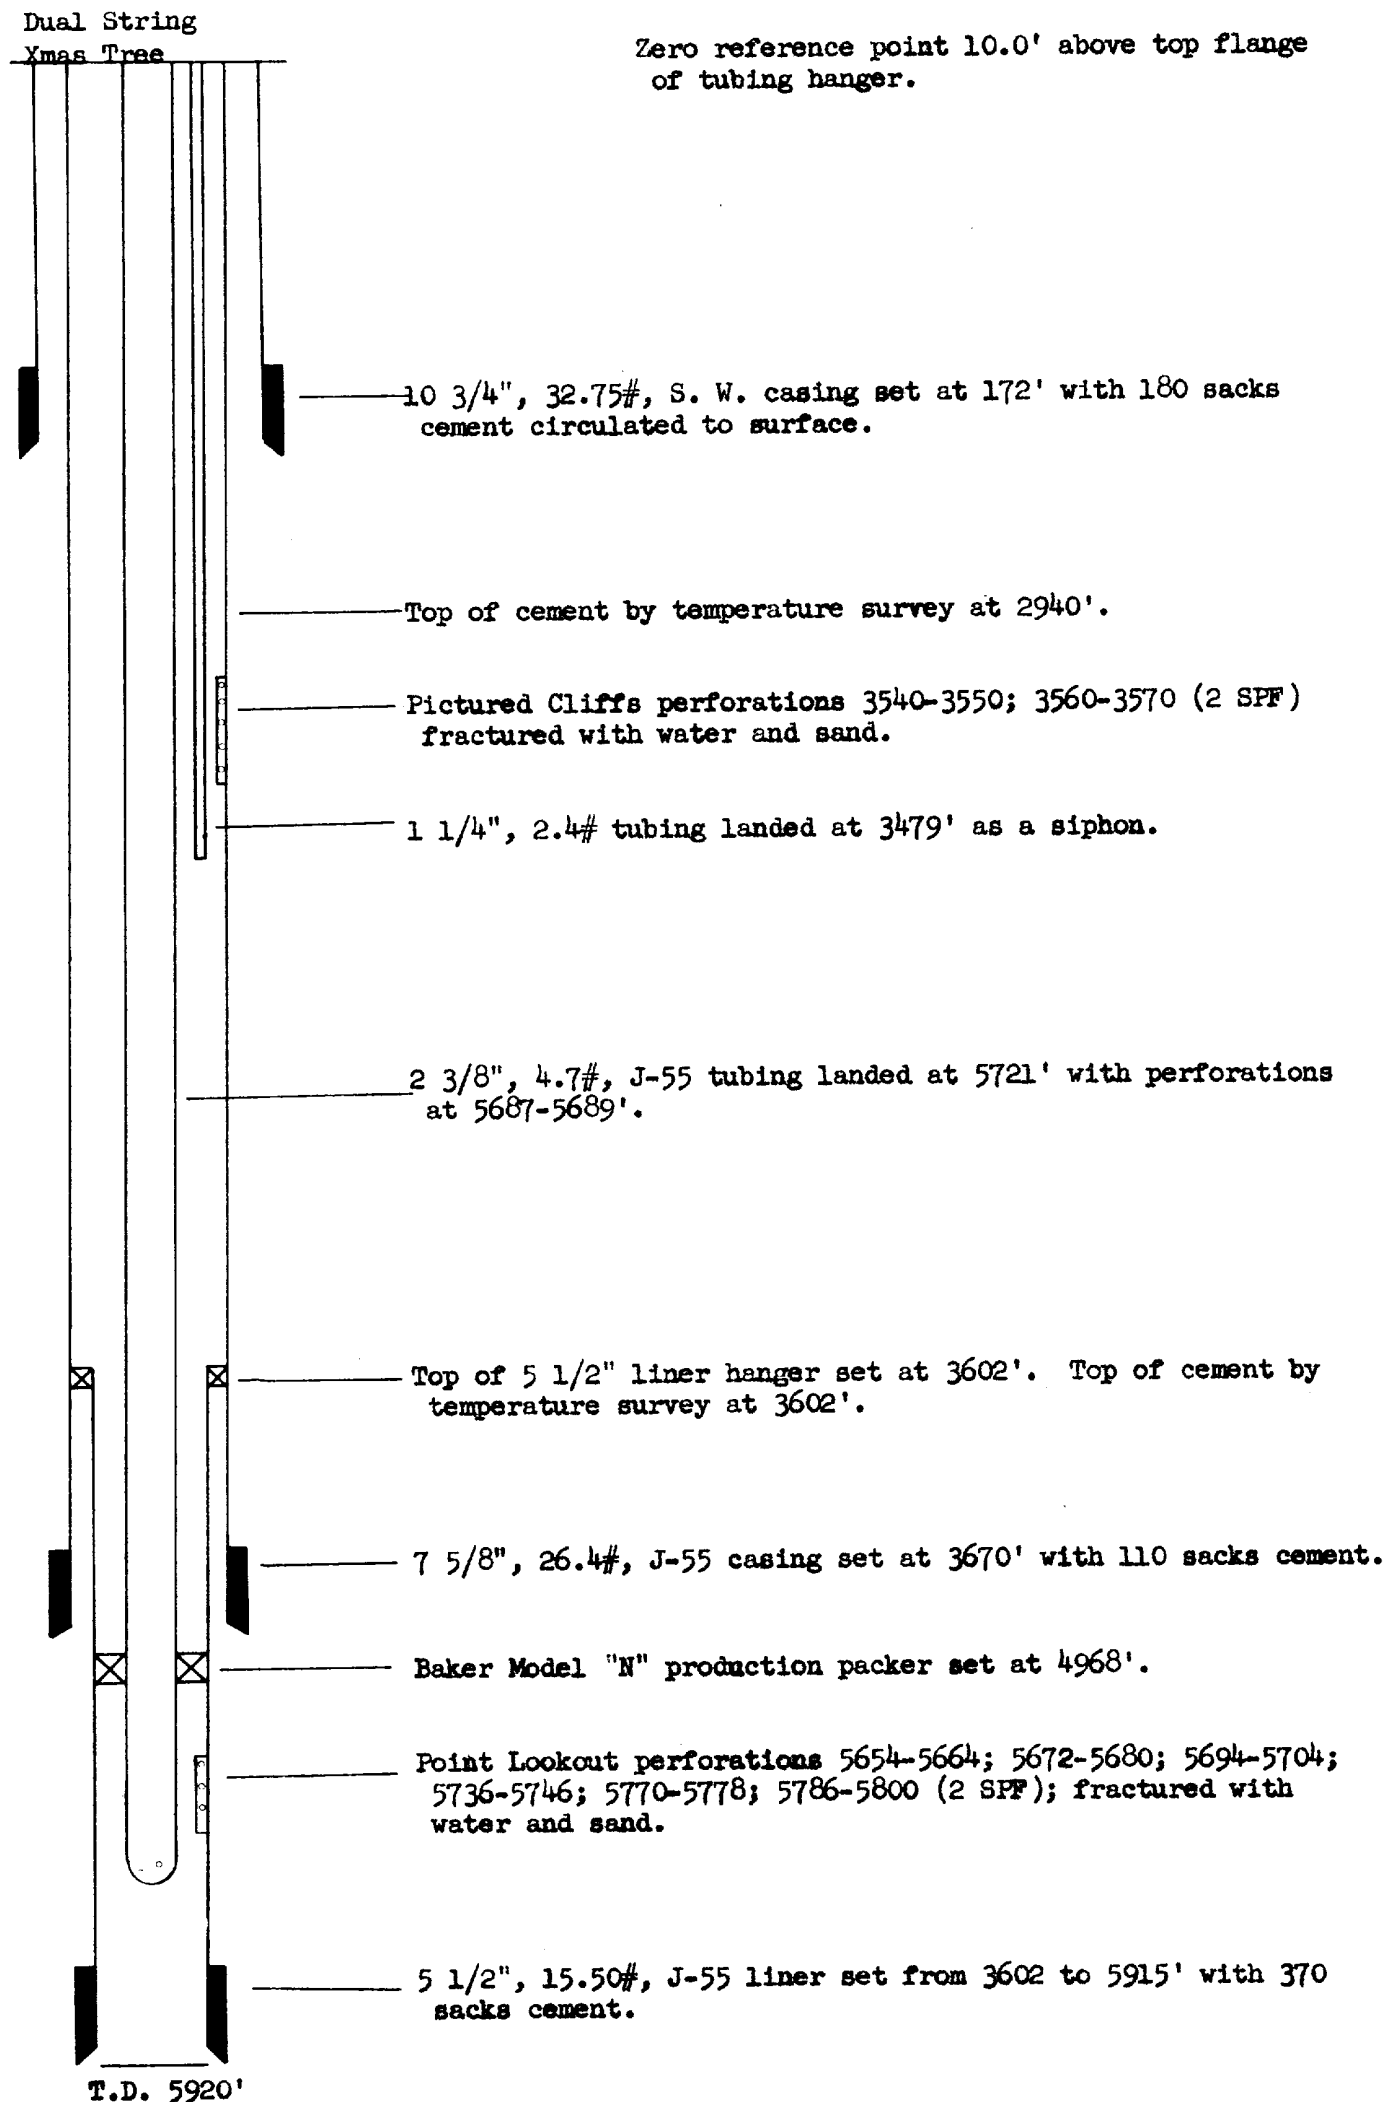 Dual String
Xmas Tree
Zero reference point 10.0' above top flange
of tubing hanger.
10 3/4", 32.75#, S. W. casing set at 172' with 180 sacks
cement circulated to surface.
Top of cement by temperature survey at 2940'.
Pictured Cliffs perforations 3540-3550; 3560-3570 (2 SPF)
fractured with water and sand.
1 1/4", 2.4# tubing landed at 3479' as a siphon.
2 3/8", 4.7#, J-55 tubing landed at 5721' with perforations
at 5687-5689'.
Top of 5 1/2" liner hanger set at 3602'. Top of cement by
temperature survey at 3602'.
7 5/8", 26.4#, J-55 casing set at 3670' with 110 sacks cement.
Baker Model "N" production packer set at 4968'.
Point Lookout perforations 5654-5664; 5672-5680; 5694-5704;
5736-5746; 5770-5778; 5786-5800 (2 SPF); fractured with
water and sand.
5 1/2", 15.50#, J-55 liner set from 3602 to 5915' with 370
sacks cement.
T.D. 5920'